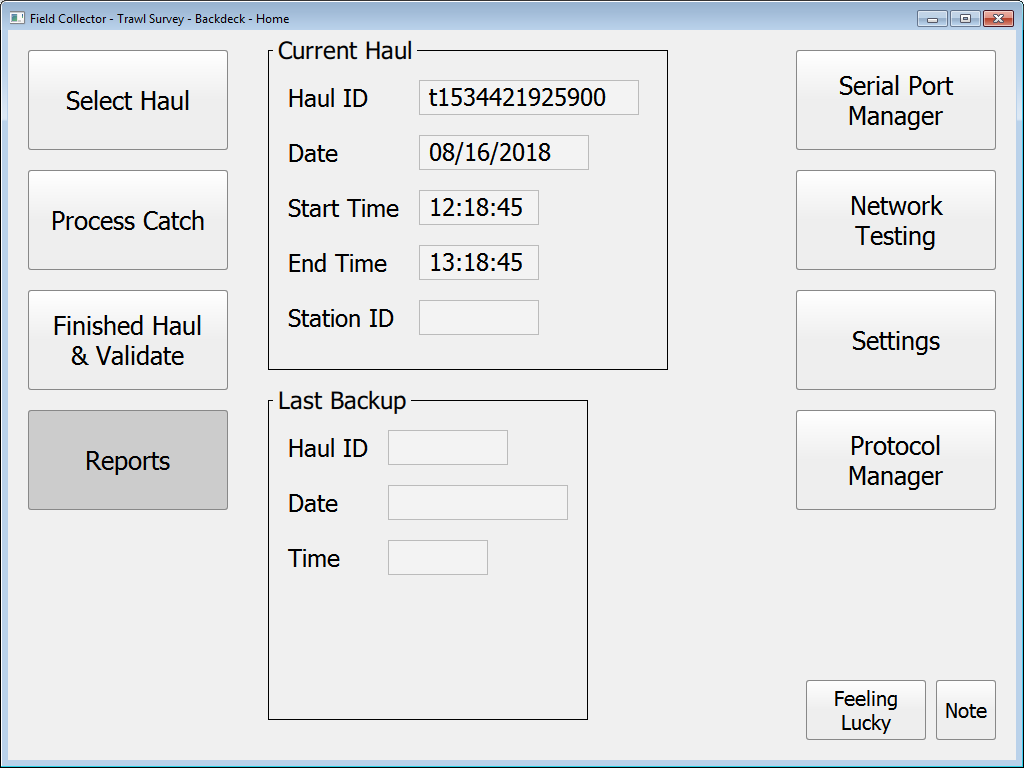 Field Collector - Trawl Survey - Backdeck - Home
Select Haul
Process Catch
Finished Haul
& Validate
Reports
Current Haul
Haul ID t1534421925900
Date 08/16/2018
Start Time 12:18:45
End Time 13:18:45
Station ID
Last Backup
Haul ID
Date
Time
Serial Port
Manager
Network
Testing
Settings
Protocol
Manager
Feeling
Lucky
Note